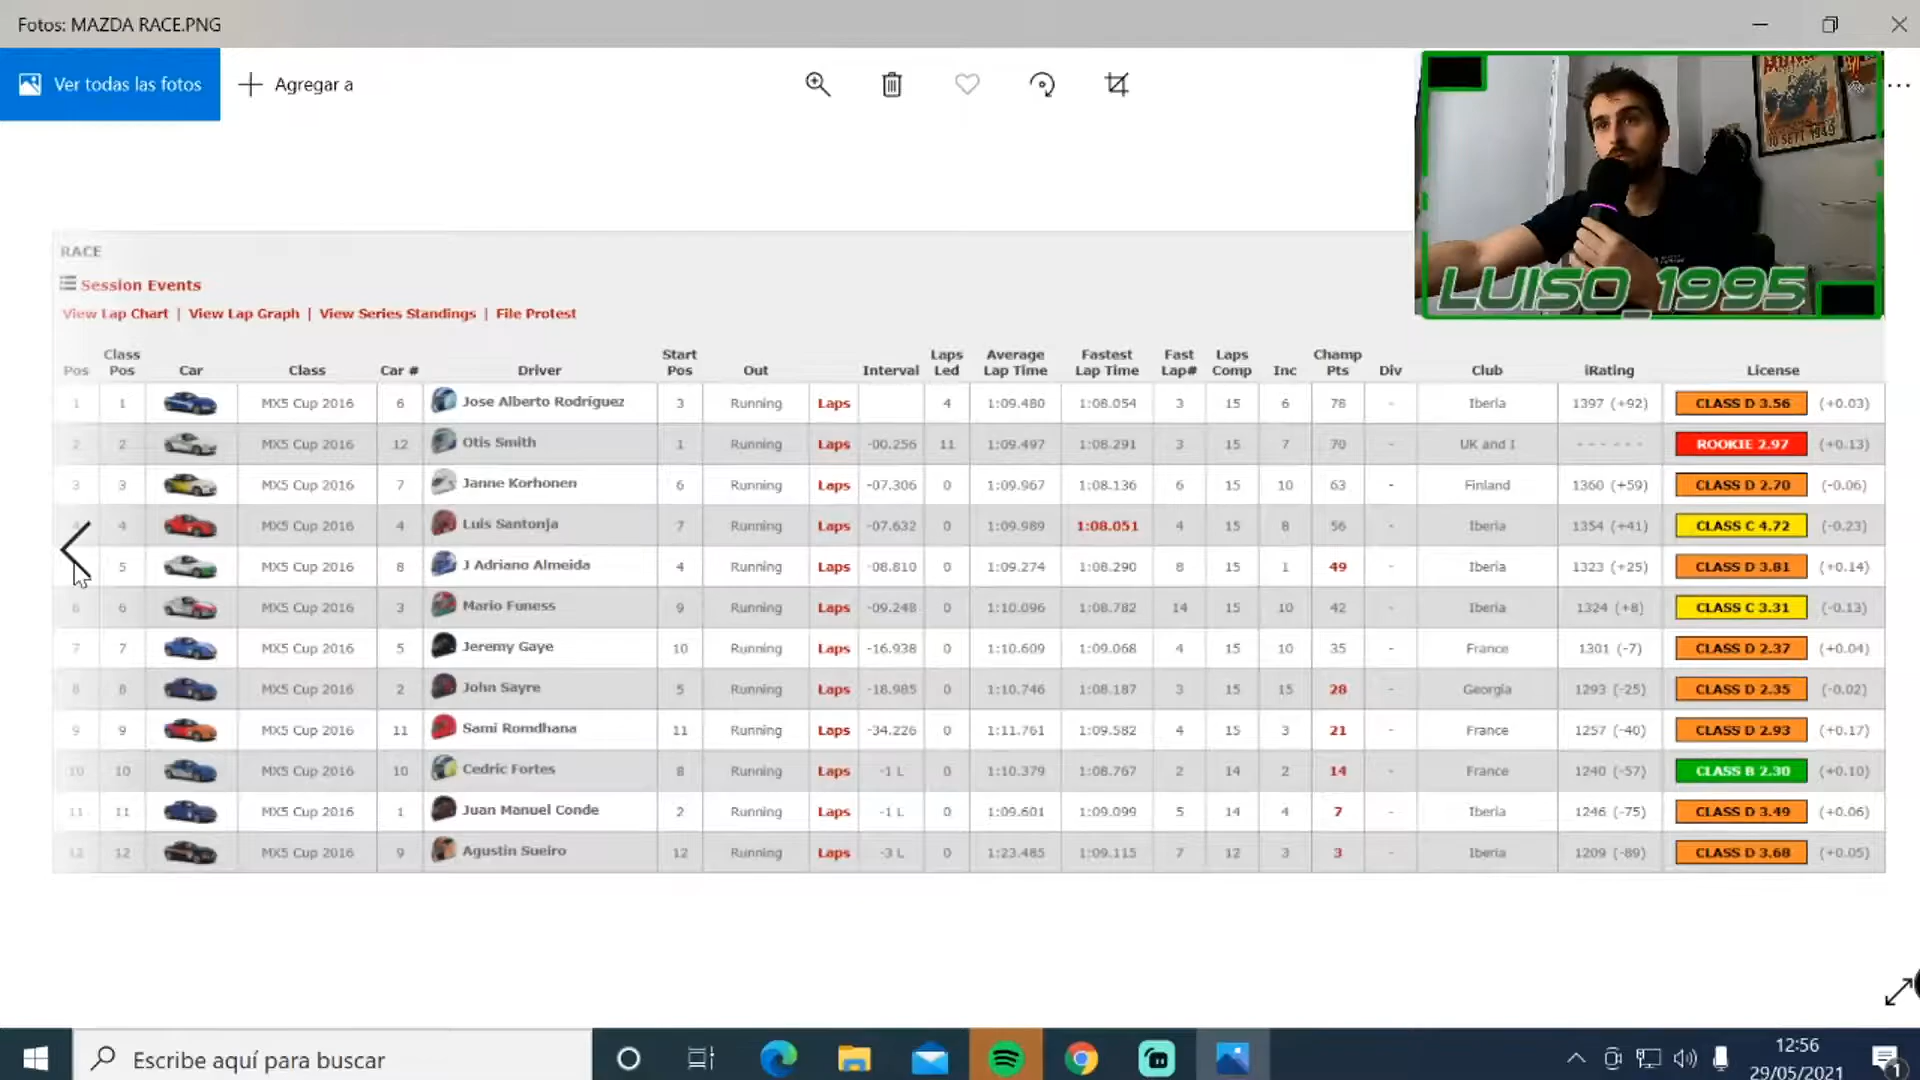 Fotos: MAZDA RACE.PNG
Ver todas las fotos
Agregar a
10 SETT 1949
LUISO_1995
RACE
Session Events
View Lap Chart | View Lap Graph | View Series Standings | File Protest
Pos Class Pos Car Class Car # Driver Start Pos Out Interval Laps Led Average Lap Time Fastest Lap Time Fast Lap# Laps Comp Inc Champ Pts Div Club iRating License
1 1 MX5 Cup 2016 6 Jose Alberto Rodríguez 3 Running Laps 4 1:09.480 1:08.054 3 15 6 78 - Iberia 1397 (+92) CLASS D 3.56 (+0.03)
2 2 MX5 Cup 2016 12 Otis Smith 1 Running Laps -00.256 11 1:09.497 1:08.291 3 15 7 70 - UK and I - - - - - - ROOKIE 2.97 (+0.13)
3 3 MX5 Cup 2016 7 Janne Korhonen 6 Running Laps -07.306 0 1:09.967 1:08.136 6 15 10 63 - Finland 1360 (+59) CLASS D 2.70 (-0.06)
4 4 MX5 Cup 2016 4 Luis Santonja 7 Running Laps -07.632 0 1:09.989 1:08.051 4 15 8 56 - Iberia 1354 (+41) CLASS C 4.72 (-0.23)
5 MX5 Cup 2016 8 J Adriano Almeida 4 Running Laps -08.810 0 1:09.274 1:08.290 8 15 1 49 - Iberia 1323 (+25) CLASS D 3.81 (+0.14)
6 6 MX5 Cup 2016 3 Mario Funess 9 Running Laps -09.248 0 1:10.096 1:08.782 14 15 10 42 - Iberia 1324 (+8) CLASS C 3.31 (-0.13)
7 7 MX5 Cup 2016 5 Jeremy Gaye 10 Running Laps -16.938 0 1:10.609 1:09.068 4 15 10 35 - France 1301 (-7) CLASS D 2.37 (+0.04)
8 8 MX5 Cup 2016 2 John Sayre 5 Running Laps -18.985 0 1:10.746 1:08.187 3 15 15 28 - Georgia 1293 (-25) CLASS D 2.35 (-0.02)
9 9 MX5 Cup 2016 11 Sami Romdhana 11 Running Laps -34.226 0 1:11.761 1:09.582 4 15 3 21 - France 1257 (-40) CLASS D 2.93 (+0.17)
10 10 MX5 Cup 2016 10 Cedric Fortes 8 Running Laps -1 L 0 1:10.379 1:08.767 2 14 2 14 - France 1240 (-57) CLASS B 2.30 (+0.10)
11 11 MX5 Cup 2016 1 Juan Manuel Conde 2 Running Laps -1 L 0 1:09.601 1:09.099 5 14 4 7 - Iberia 1246 (-75) CLASS D 3.49 (+0.06)
12 12 MX5 Cup 2016 9 Agustin Sueiro 12 Running Laps -3 L 0 1:23.485 1:09.115 7 12 3 3 - Iberia 1209 (-89) CLASS D 3.68 (+0.05)
Escribe aquí para buscar
12:56
29/05/2021
1